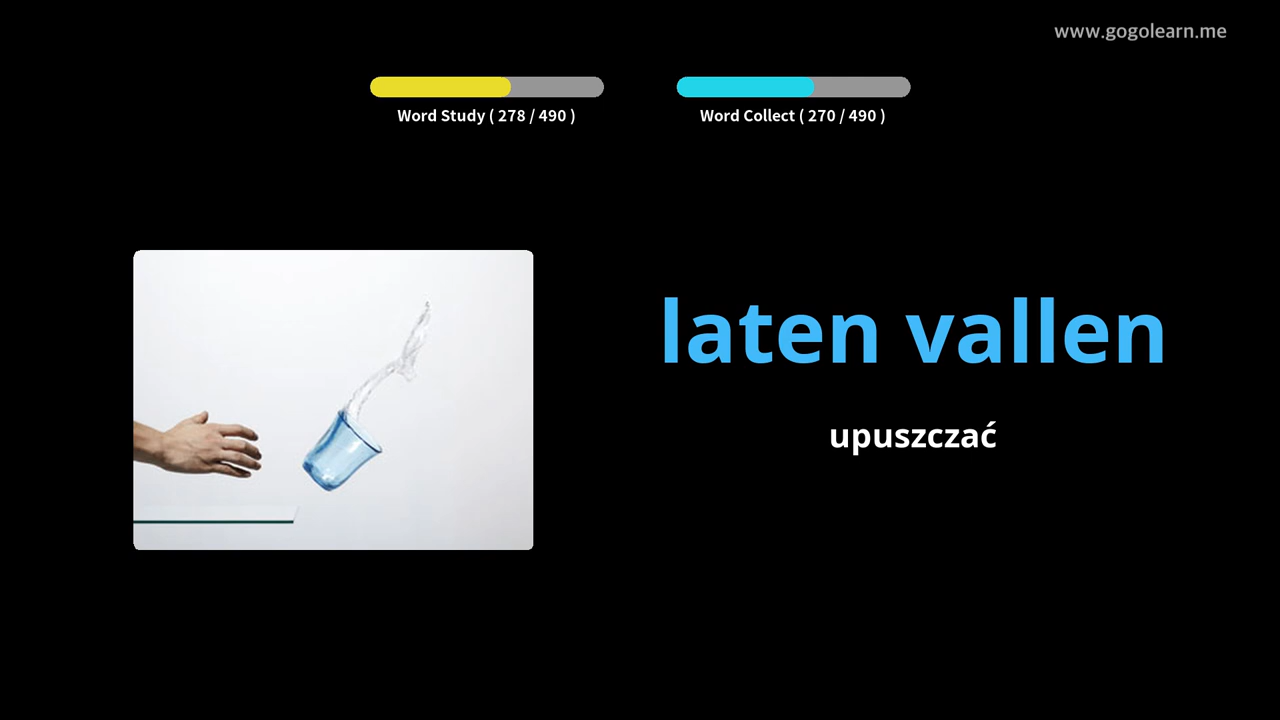 www.gogolearn.me
Word Study ( 278 / 490 )
Word Collect ( 270 / 490 )
laten vallen
upuszczać